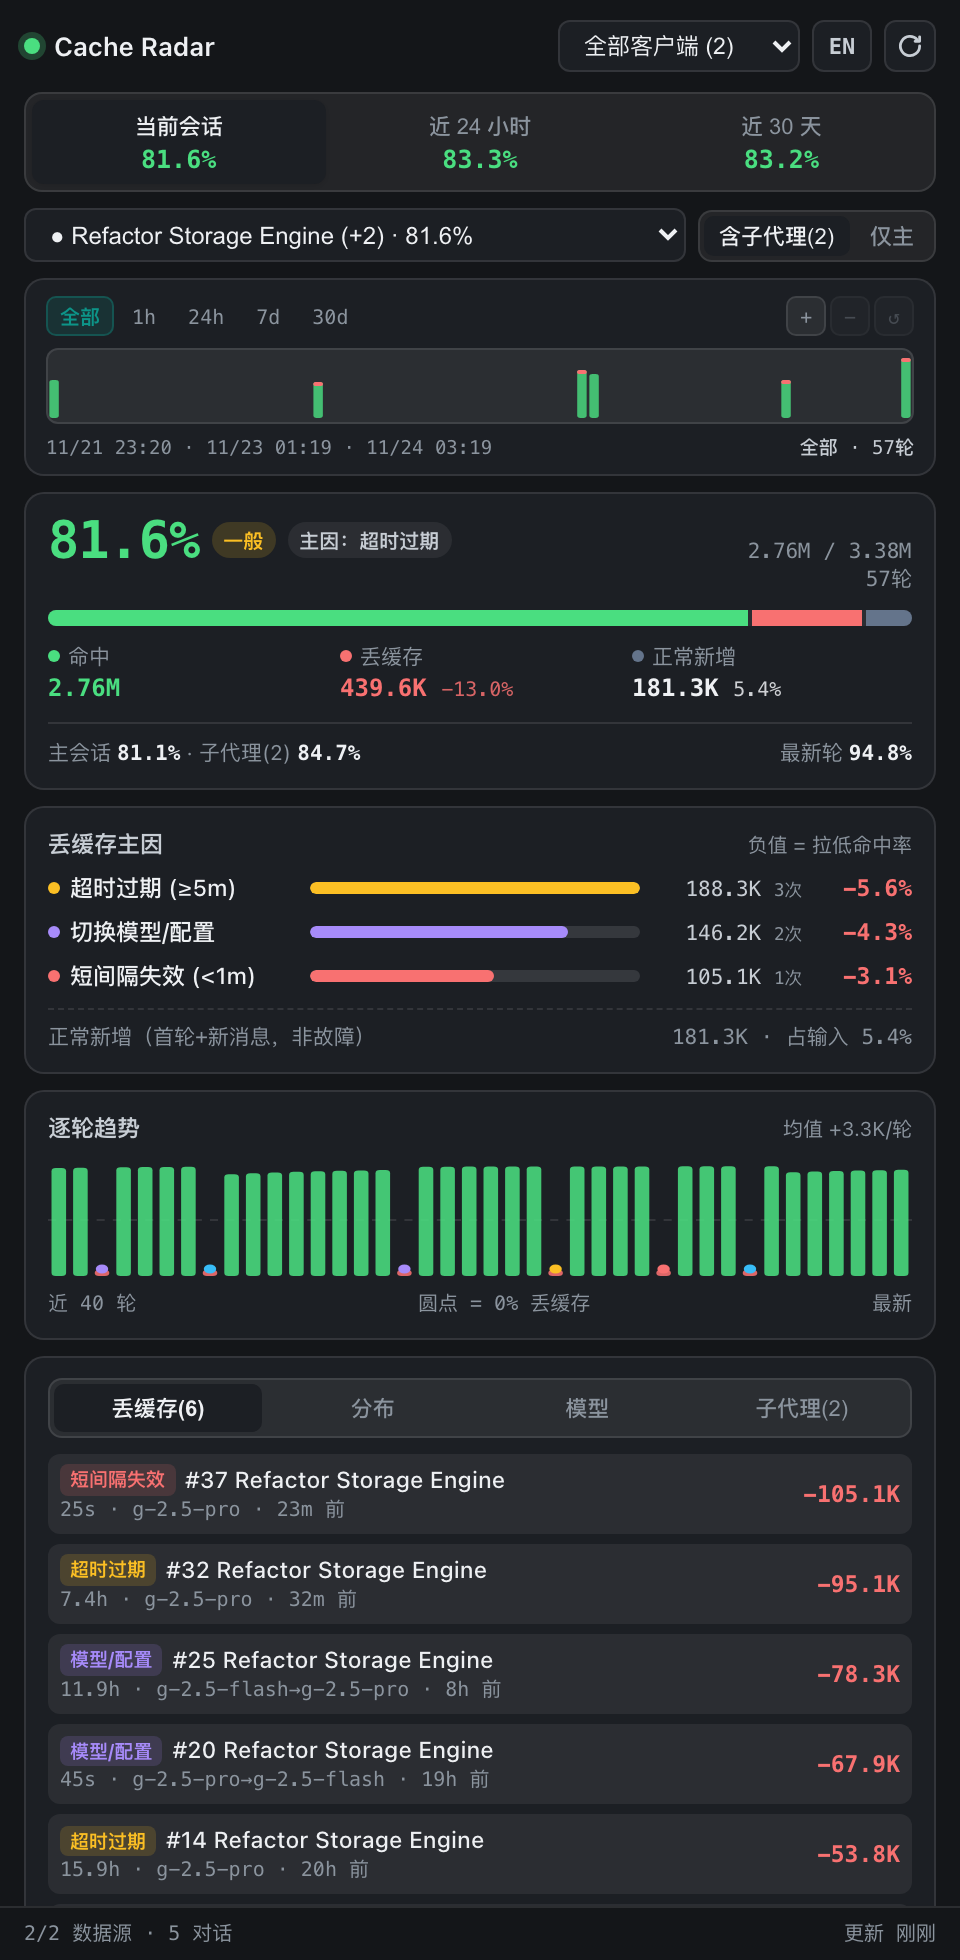 Cache Radar
全部客户端 (2)
EN
当前会话
81.6%
近 24 小时
83.3%
近 30 天
83.2%
● Refactor Storage Engine (+2) · 81.6%
含子代理(2)
仅主
全部 1h 24h 7d 30d
+ − ↺
11/21 23:20 · 11/23 01:19 · 11/24 03:19
全部 · 57轮
81.6% 一般 主因：超时过期
2.76M / 3.38M
57轮
命中
2.76M
丢缓存
439.6K −13.0%
正常新增
181.3K 5.4%
主会话 81.1% · 子代理(2) 84.7%
最新轮 94.8%
丢缓存主因
负值 = 拉低命中率
超时过期 (≥5m) 188.3K 3次 −5.6%
切换模型/配置 146.2K 2次 −4.3%
短间隔失效 (<1m) 105.1K 1次 −3.1%
正常新增（首轮+新消息，非故障） 181.3K · 占输入 5.4%
逐轮趋势
均值 +3.3K/轮
近 40 轮
圆点 = 0% 丢缓存
最新
丢缓存(6)
分布
模型
子代理(2)
短间隔失效 #37 Refactor Storage Engine
25s · g−2.5−pro · 23m 前
−105.1K
超时过期 #32 Refactor Storage Engine
7.4h · g−2.5−pro · 32m 前
−95.1K
模型/配置 #25 Refactor Storage Engine
11.9h · g−2.5−flash→g−2.5−pro · 8h 前
−78.3K
模型/配置 #20 Refactor Storage Engine
45s · g−2.5−pro→g−2.5−flash · 19h 前
−67.9K
超时过期 #14 Refactor Storage Engine
15.9h · g−2.5−pro · 20h 前
−53.8K
2/2 数据源 · 5 对话
更新 刚刚